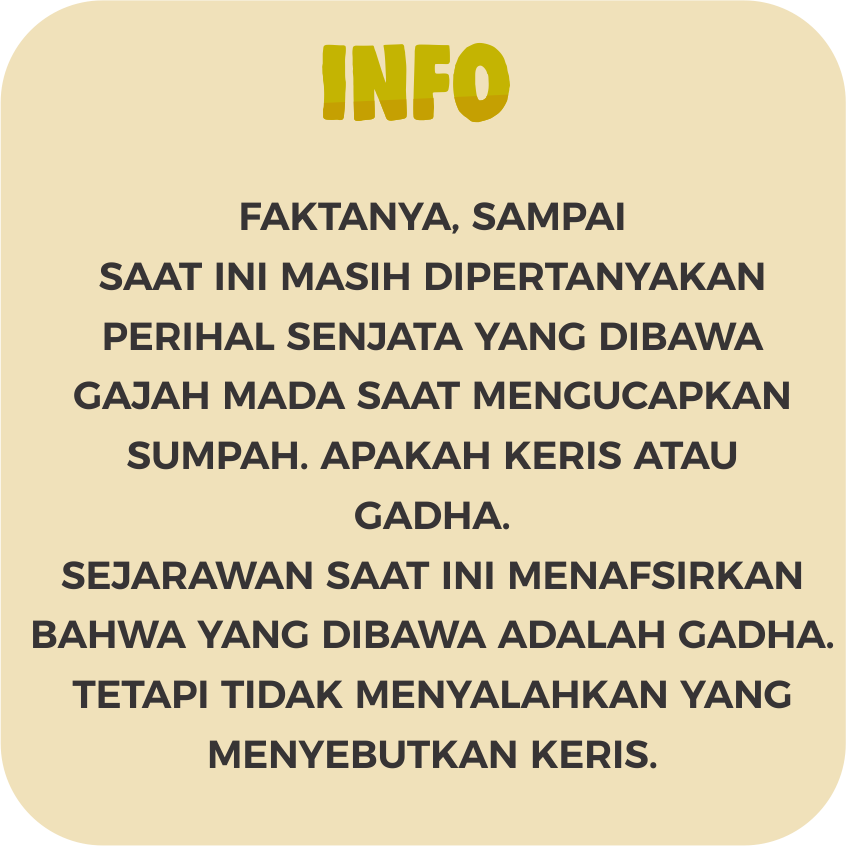 INFO
FAKTANYA, SAMPAI
SAAT INI MASIH DIPERTANYAKAN
PERIHAL SENJATA YANG DIBAWA
GAJAH MADA SAAT MENGUCAPKAN
SUMPAH. APAKAH KERIS ATAU
GADHA.
SEJARAWAN SAAT INI MENAFSIRKAN
BAHWA YANG DIBAWA ADALAH GADHA.
TETAPI TIDAK MENYALAHKAN YANG
MENYEBUTKAN KERIS.